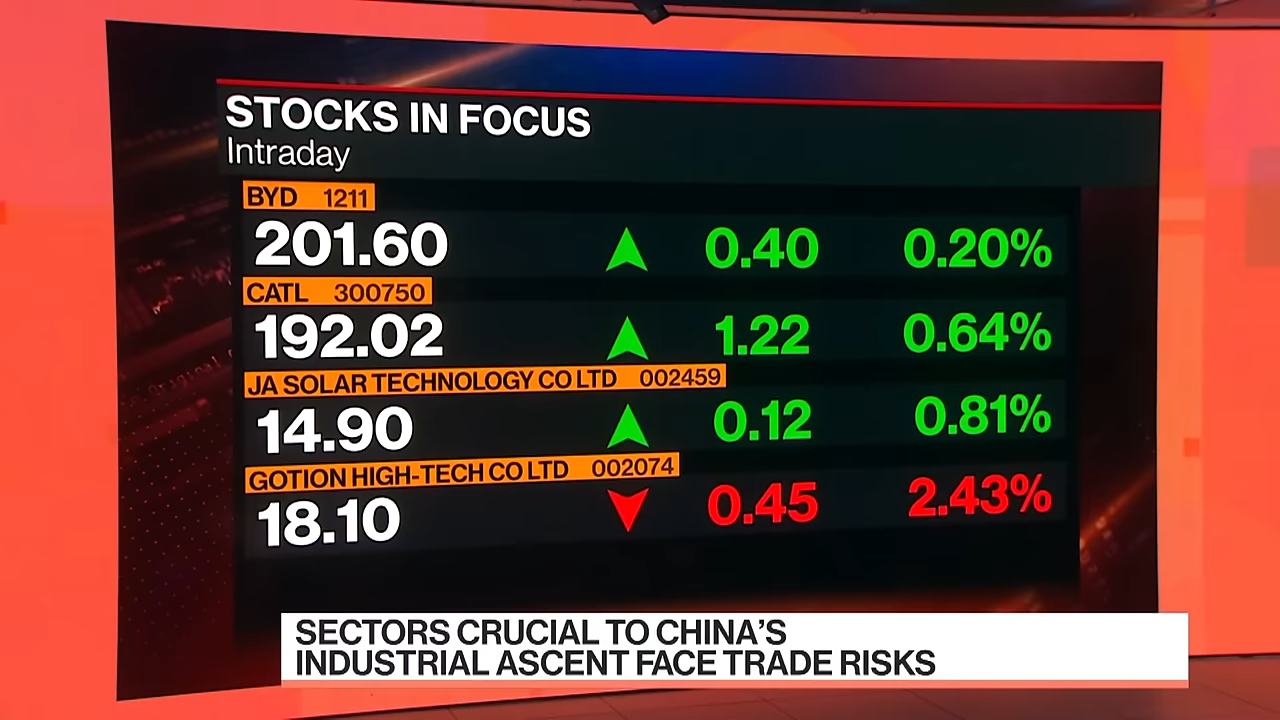 STOCKS IN FOCUS
Intraday
BYD 1211
201.60 ▲ 0.40 0.20%
CATL 300750
192.02 ▲ 1.22 0.64%
JA SOLAR TECHNOLOGY CO LTD 002459
14.90 ▲ 0.12 0.81%
GOTION HIGH-TECH CO LTD 002074
18.10 ▼ 0.45 2.43%
SECTORS CRUCIAL TO CHINA'S
INDUSTRIAL ASCENT FACE TRADE RISKS